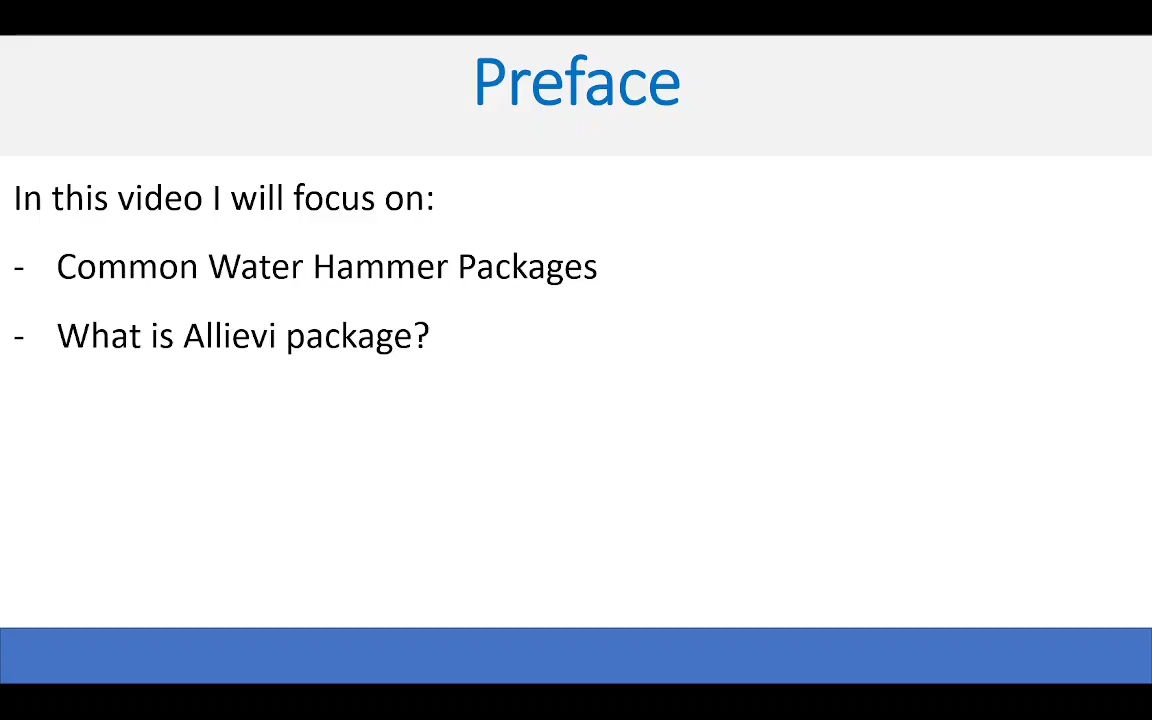 Preface
In this video I will focus on:
- Common Water Hammer Packages
- What is Allievi package?